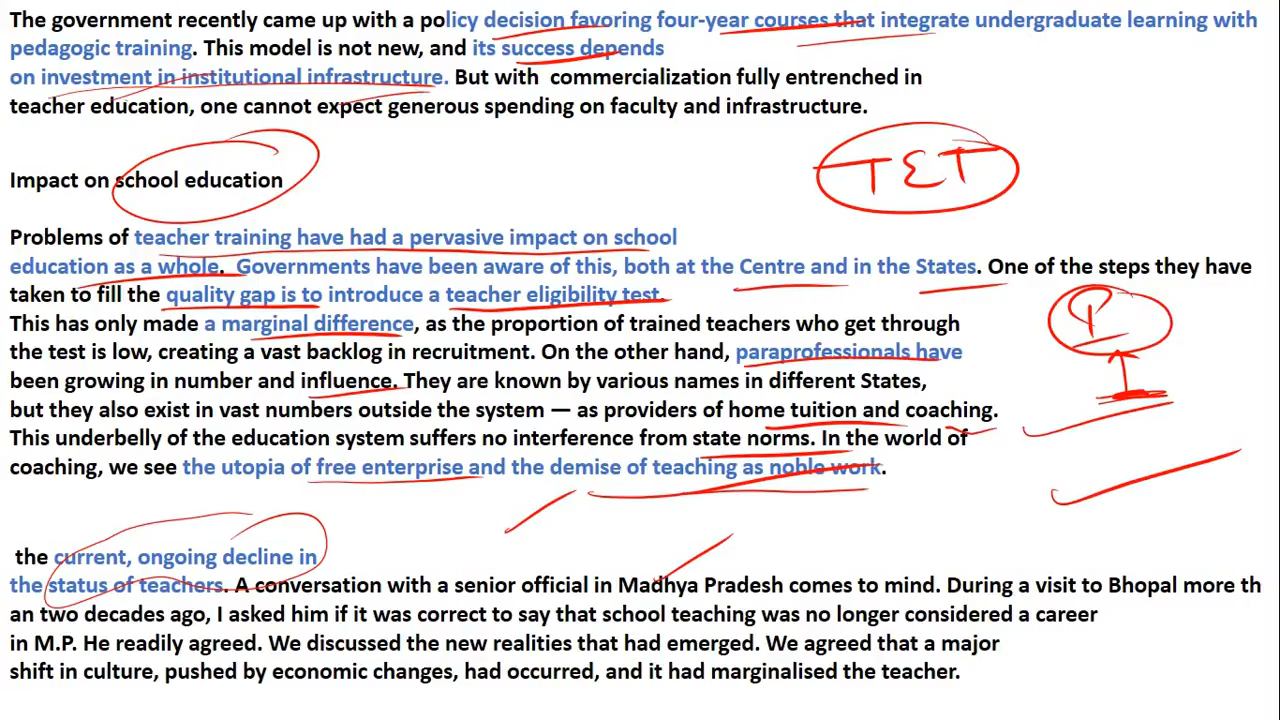 The government recently came up with a policy decision favoring four-year courses that integrate undergraduate learning with
pedagogic training. This model is not new, and its success depends
on investment in institutional infrastructure. But with commercialization fully entrenched in
teacher education, one cannot expect generous spending on faculty and infrastructure.
TET
Impact on school education
Problems of teacher training have had a pervasive impact on school
education as a whole. Governments have been aware of this, both at the Centre and in the States. One of the steps they have
taken to fill the quality gap is to introduce a teacher eligibility test.
This has only made a marginal difference, as the proportion of trained teachers who get through
the test is low, creating a vast backlog in recruitment. On the other hand, paraprofessionals have
been growing in number and influence. They are known by various names in different States,
but they also exist in vast numbers outside the system — as providers of home tuition and coaching.
This underbelly of the education system suffers no interference from state norms. In the world of
coaching, we see the utopia of free enterprise and the demise of teaching as noble work.
the current, ongoing decline in
the status of teachers. A conversation with a senior official in Madhya Pradesh comes to mind. During a visit to Bhopal more th
an two decades ago, I asked him if it was correct to say that school teaching was no longer considered a career
in M.P. He readily agreed. We discussed the new realities that had emerged. We agreed that a major
shift in culture, pushed by economic changes, had occurred, and it had marginalised the teacher.